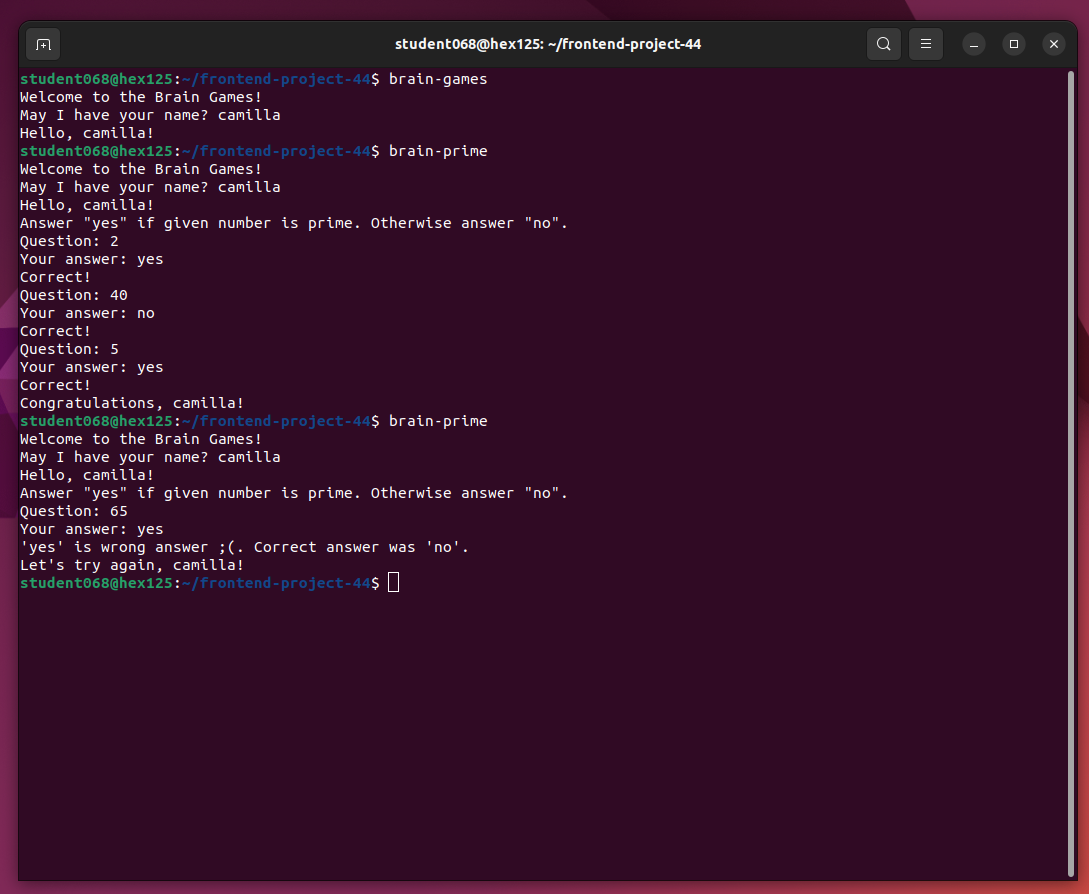 student068@hex125: ~/frontend-project-44
student068@hex125:~/frontend-project-44$ brain-games
Welcome to the Brain Games!
May I have your name? camilla
Hello, camilla!
student068@hex125:~/frontend-project-44$ brain-prime
Welcome to the Brain Games!
May I have your name? camilla
Hello, camilla!
Answer "yes" if given number is prime. Otherwise answer "no".
Question: 2
Your answer: yes
Correct!
Question: 40
Your answer: no
Correct!
Question: 5
Your answer: yes
Correct!
Congratulations, camilla!
student068@hex125:~/frontend-project-44$ brain-prime
Welcome to the Brain Games!
May I have your name? camilla
Hello, camilla!
Answer "yes" if given number is prime. Otherwise answer "no".
Question: 65
Your answer: yes
'yes' is wrong answer ;(. Correct answer was 'no'.
Let's try again, camilla!
student068@hex125:~/frontend-project-44$